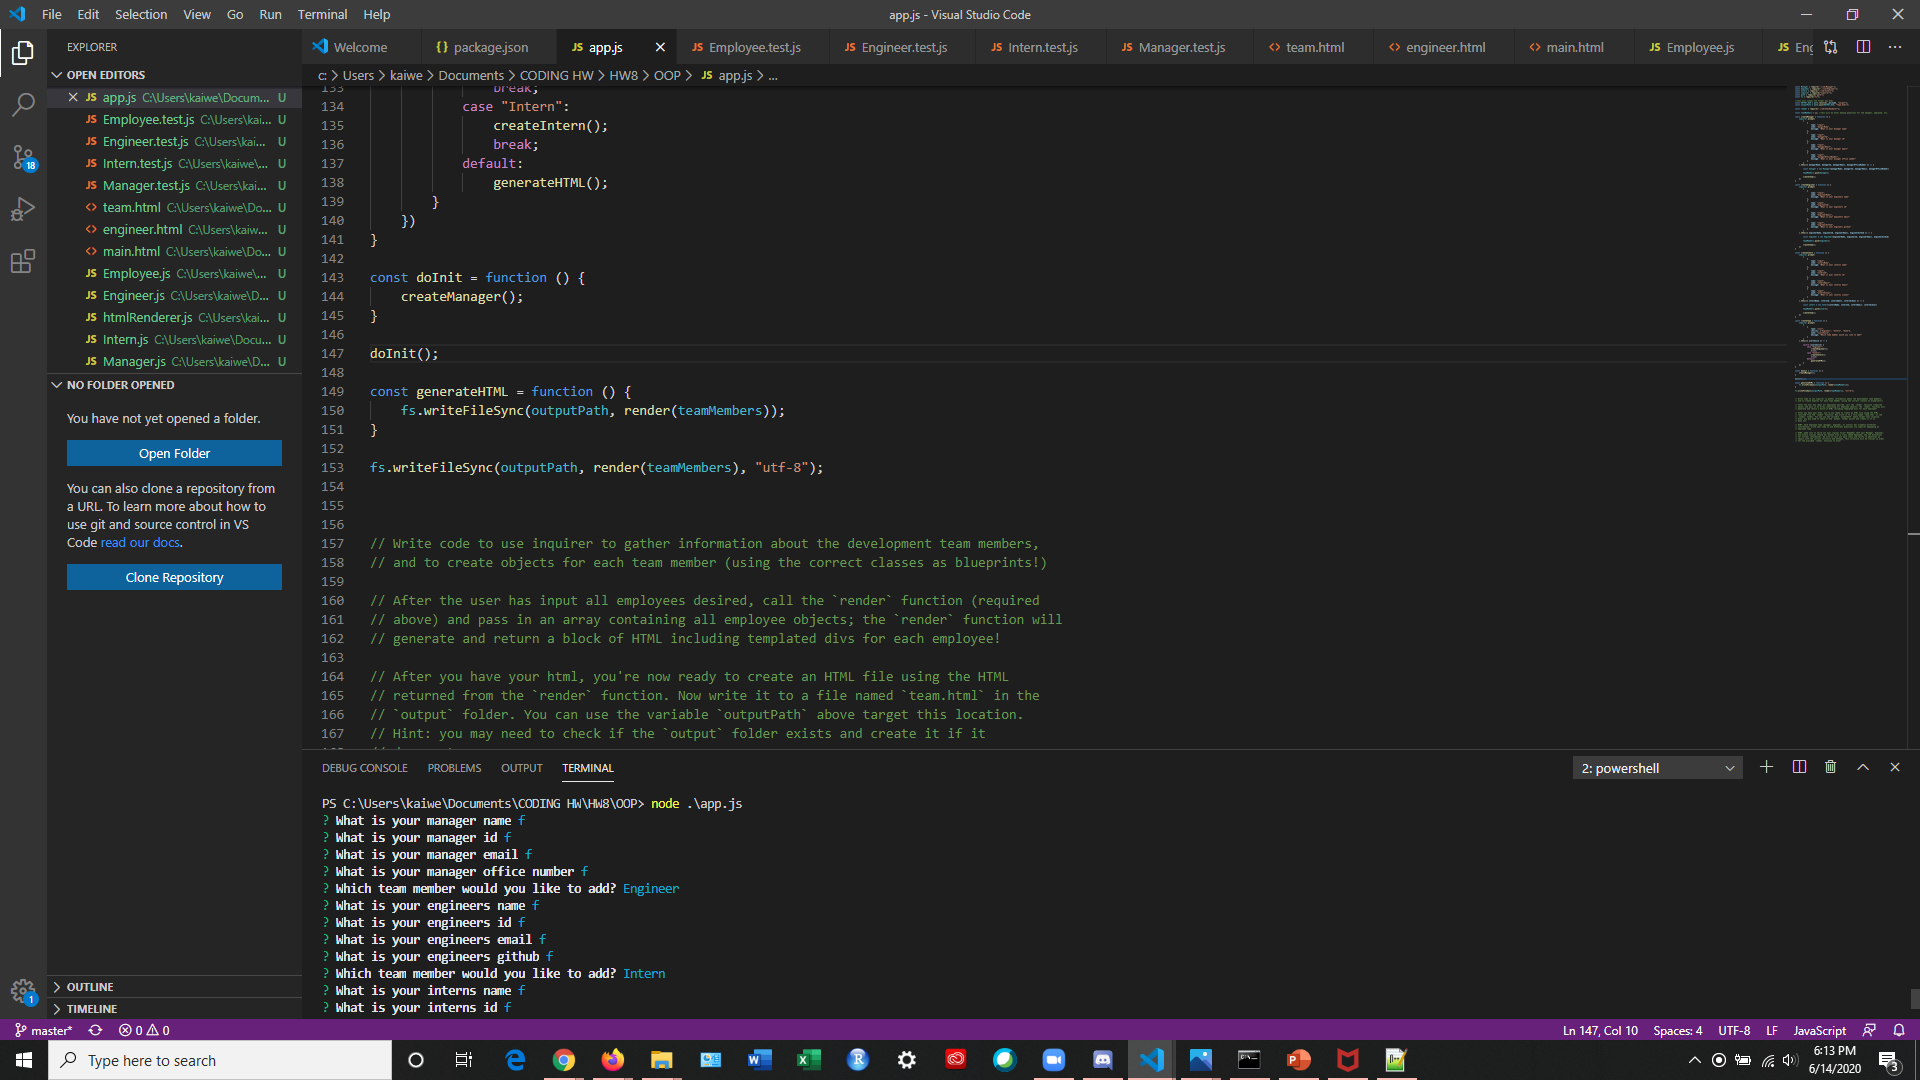 File Edit Selection View Go Run Terminal Help
app.js - Visual Studio Code
EXPLORER
OPEN EDITORS
app.js C:\Users\kaiwe\Docum... U
Employee.test.js C:\Users\kai... U
Engineer.test.js C:\Users\kai... U
Intern.test.js C:\Users\kaiwe\... U
Manager.test.js C:\Users\kai... U
team.html C:\Users\kaiwe\Do... U
engineer.html C:\Users\kaiw... U
main.html C:\Users\kaiwe\Do... U
Employee.js C:\Users\kaiwe\... U
Engineer.js C:\Users\kaiwe\D... U
htmlRenderer.js C:\Users\kai... U
Intern.js C:\Users\kaiwe\Docu... U
Manager.js C:\Users\kaiwe\D... U
NO FOLDER OPENED
You have not yet opened a folder.
Open Folder
You can also clone a repository from
a URL. To learn more about how to
use git and source control in VS
Code read our docs.
Clone Repository
OUTLINE
TIMELINE
18
1
Welcome package.json app.js Employee.test.js Engineer.test.js Intern.test.js Manager.test.js team.html engineer.html main.html Employee.js Eng
c: > Users > kaiwe > Documents > CODING HW > HW8 > OOP > JS app.js > ...
133 break;
134 case "Intern":
135 createIntern();
136 break;
137 default:
138 generateHTML();
139 }
140 })
141 }
142
143 const doInit = function () {
144 createManager();
145 }
146
147 doInit();
148
149 const generateHTML = function () {
150 fs.writeFileSync(outputPath, render(teamMembers));
151 }
152
153 fs.writeFileSync(outputPath, render(teamMembers), "utf-8");
154
155
156
157 // Write code to use inquirer to gather information about the development team members,
158 // and to create objects for each team member (using the correct classes as blueprints!)
159
160 // After the user has input all employees desired, call the `render` function (required
161 // above) and pass in an array containing all employee objects; the `render` function will
162 // generate and return a block of HTML including templated divs for each employee!
163
164 // After you have your html, you're now ready to create an HTML file using the HTML
165 // returned from the `render` function. Now write it to a file named `team.html` in the
166 // `output` folder. You can use the variable `outputPath` above target this location.
167 // Hint: you may need to check if the `output` folder exists and create it if it
DEBUG CONSOLE PROBLEMS OUTPUT TERMINAL
2: powershell
PS C:\Users\kaiwe\Documents\CODING HW\HW8\OOP> node .\app.js
? What is your manager name f
? What is your manager id f
? What is your manager email f
? What is your manager office number f
? Which team member would you like to add? Engineer
? What is your engineers name f
? What is your engineers id f
? What is your engineers email f
? What is your engineers github f
? Which team member would you like to add? Intern
? What is your interns name f
? What is your interns id f
master* 0 0 Ln 147, Col 10 Spaces: 4 UTF-8 LF JavaScript
Type here to search
6:13 PM
6/14/2020
3